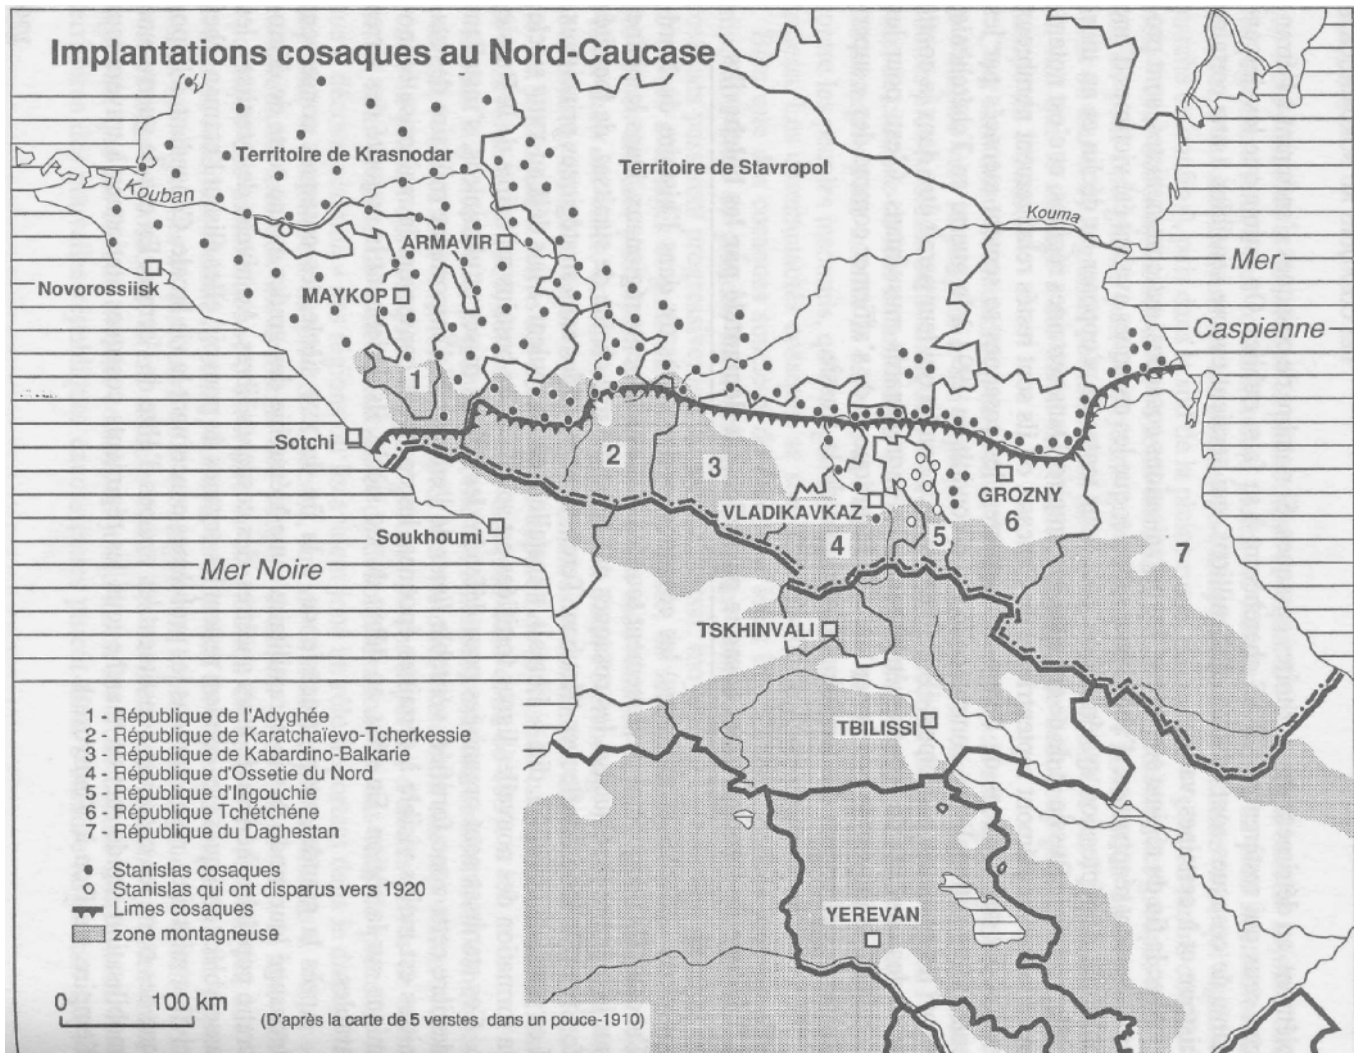 Implantations cosaques au Nord-Caucase
Territoire de Krasnodar
Territoire de Stavropol
Kouban
Kouma
ARMAVIR
Mer
Caspienne
Novorossiisk
MAYKOP
1
Sotchi
2
3
GROZNY
6
VLADIKAVKAZ
4
5
7
Soukhoumi
Mer Noire
TSKHINVALI
TBILISSI
YEREVAN
1 - République de l'Adyghée
2 - République de Karatchaïevo-Tcherkessie
3 - République de Kabardino-Balkarie
4 - République d'Ossetie du Nord
5 - République d'Ingouchie
6 - République Tchétchéne
7 - République du Daghestan
Stanislas cosaques
Stanislas qui ont disparus vers 1920
Limes cosaques
zone montagneuse
0 100 km
(D'après la carte de 5 verstes dans un pouce-1910)